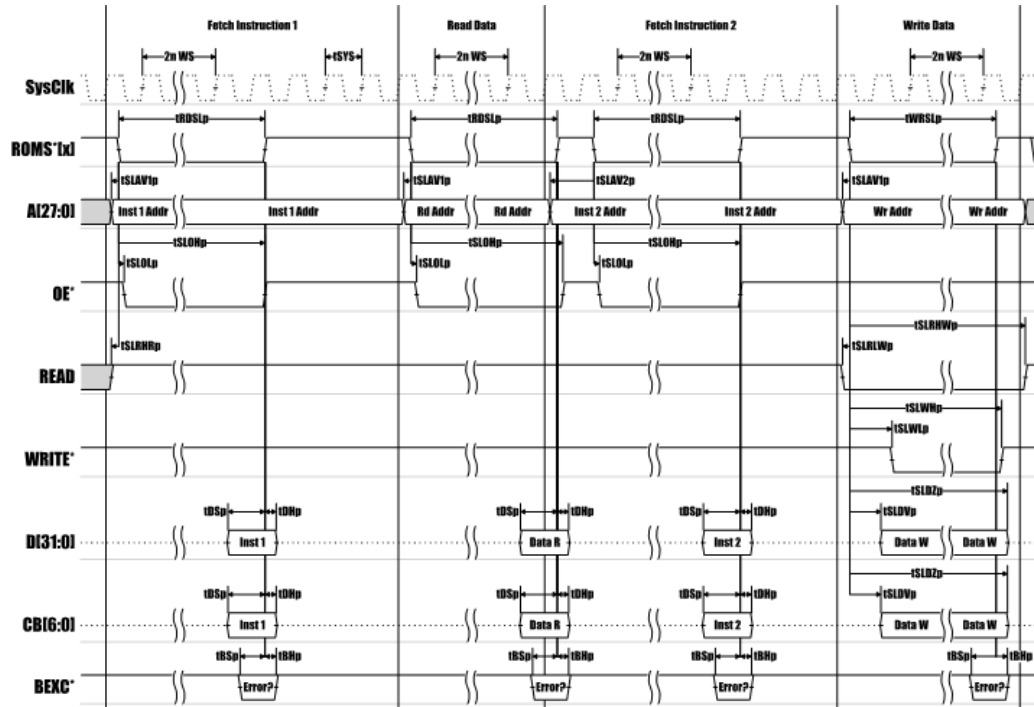 Fetch Instruction 1 Read Data Fetch Instruction 2 Write Data
2n WS tSYS 2n WS 2n WS 2n WS
SysClk
tRDSLp tRDSLp tRDSLp tWRSLp
ROMS*[x]
tSLAV1p tSLAV1p tSLAV2p tSLAV1p
A[27:0] Inst 1 Addr Inst 1 Addr Rd Addr Rd Addr Inst 2 Addr Inst 2 Addr Wr Addr Wr Addr
tSLOHp tSLOHp tSLOHp
tSLOLp tSLOLp tSLOLp
OE*
tSLRHWp
tSLRHRp tSLRLWp
READ
tSLWHp
tSLWLp
WRITE*
tSLDZp
tDSp tDHp tDSp tDHp tDSp tDHp tSLDVp
D[31:0] Inst 1 Data R Inst 2 Data W Data W
tSLDZp
tDSp tDHp tDSp tDHp tDSp tDHp tSLDVp
CB[6:0] Inst 1 Data R Inst 2 Data W Data W
tBSp tBHp tBSp tBHp tBSp tBHp tBSp tBHp
BEXC* Error? Error? Error? Error?